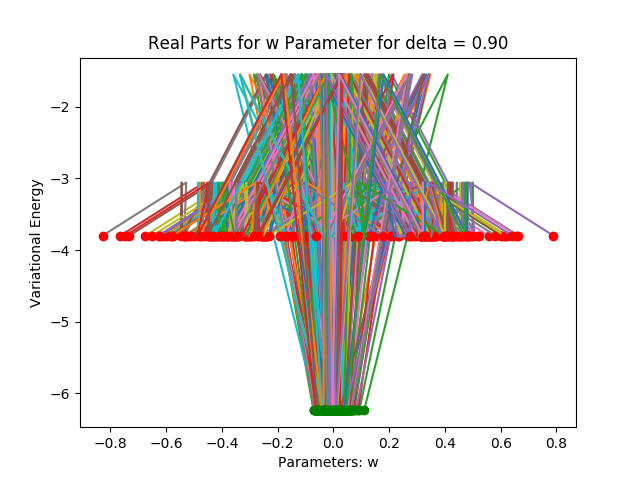 Real Parts for w Parameter for delta = 0.90
−2
−3
−4
−5
−6
Variational Energy
−0.8 −0.6 −0.4 −0.2 0.0 0.2 0.4 0.6 0.8
Parameters: w